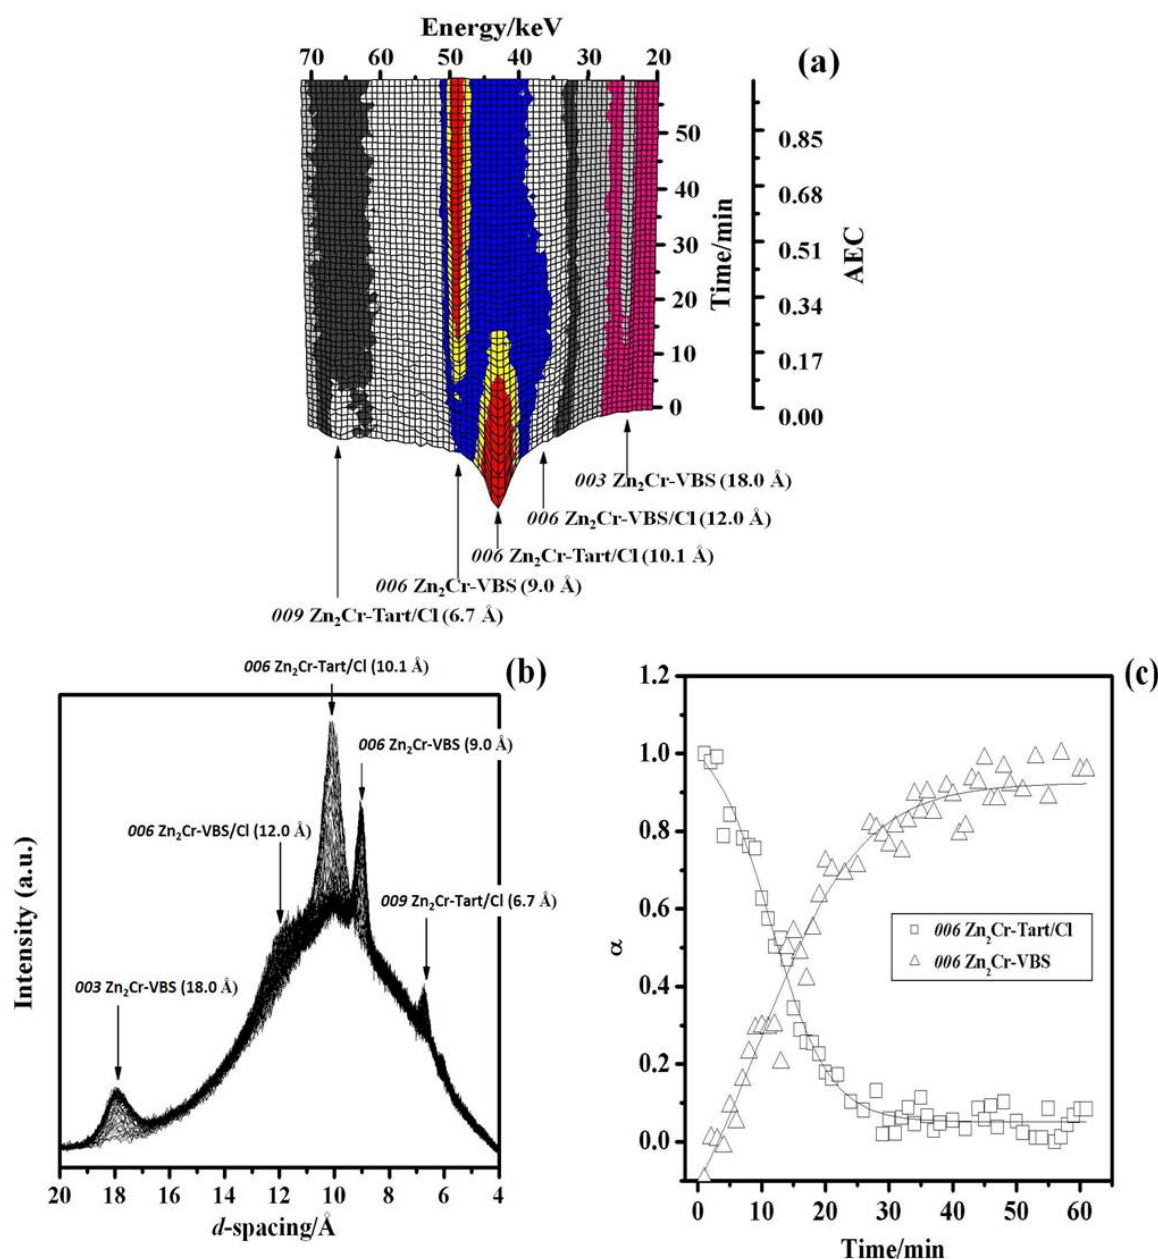 Energy/keV
70 60 50 40 30 20
(a)
50
40
30
20
10
0
Time/min
0.85
0.68
0.51
0.34
0.17
0.00
AEC
003 Zn₂Cr-VBS (18.0 Å)
006 Zn₂Cr-VBS/Cl (12.0 Å)
006 Zn₂Cr-Tart/Cl (10.1 Å)
006 Zn₂Cr-VBS (9.0 Å)
009 Zn₂Cr-Tart/Cl (6.7 Å)
(b)
006 Zn₂Cr-Tart/Cl (10.1 Å)
006 Zn₂Cr-VBS (9.0 Å)
006 Zn₂Cr-VBS/Cl (12.0 Å)
009 Zn₂Cr-Tart/Cl (6.7 Å)
003 Zn₂Cr-VBS (18.0 Å)
Intensity (a.u.)
20 18 16 14 12 10 8 6 4
d-spacing/Å
(c)
1.2
1.0
0.8
0.6
0.4
0.2
0.0
α
006 Zn₂Cr-Tart/Cl
006 Zn₂Cr-VBS
0 10 20 30 40 50 60
Time/min